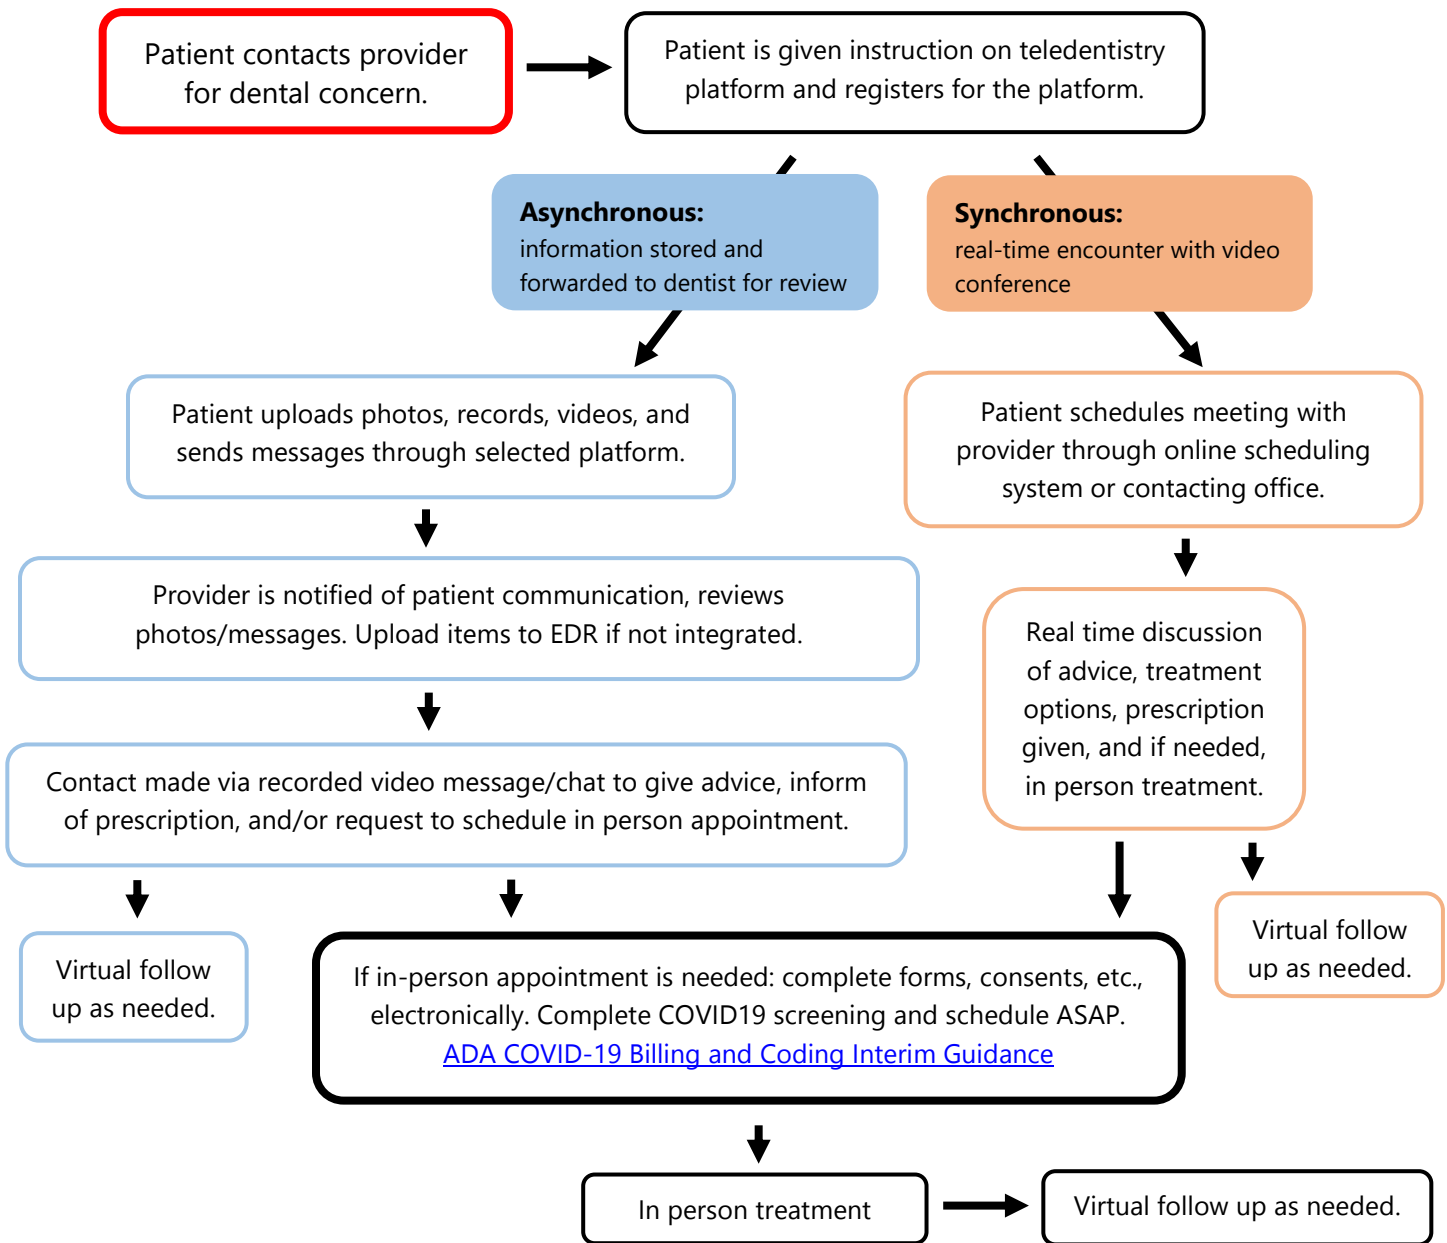 Patient contacts provider
for dental concern.
Patient is given instruction on teledentistry
platform and registers for the platform.
Asynchronous:
information stored and
forwarded to dentist for review
Synchronous:
real-time encounter with video
conference
Patient uploads photos, records, videos, and
sends messages through selected platform.
Patient schedules meeting with
provider through online scheduling
system or contacting office.
Provider is notified of patient communication, reviews
photos/messages. Upload items to EDR if not integrated.
Real time discussion
of advice, treatment
options, prescription
given, and if needed,
in person treatment.
Contact made via recorded video message/chat to give advice, inform
of prescription, and/or request to schedule in person appointment.
Virtual follow
up as needed.
If in-person appointment is needed: complete forms, consents, etc.,
electronically. Complete COVID19 screening and schedule ASAP.
ADA COVID-19 Billing and Coding Interim Guidance
Virtual follow
up as needed.
In person treatment
Virtual follow up as needed.